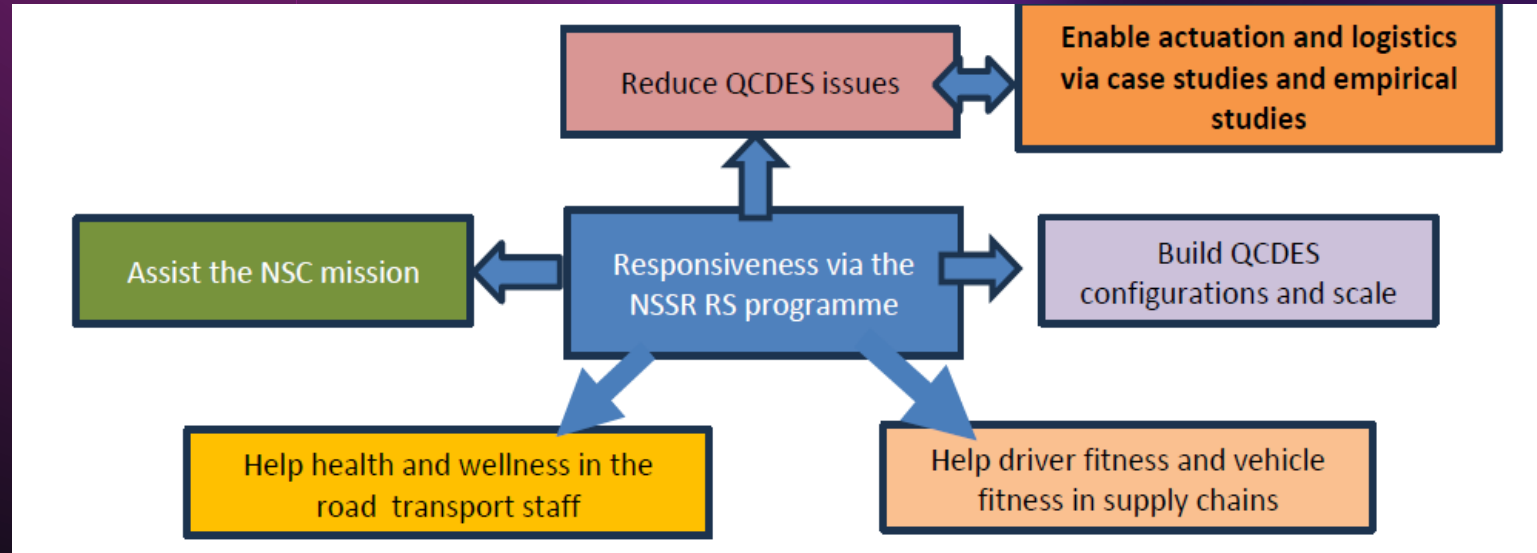 Reduce QCDES issues
Enable actuation and logistics
via case studies and empirical
studies
Assist the NSC mission
Responsiveness via the
NSSR RS programme
Build QCDES
configurations and scale
Help health and wellness in the
road transport staff
Help driver fitness and vehicle
fitness in supply chains